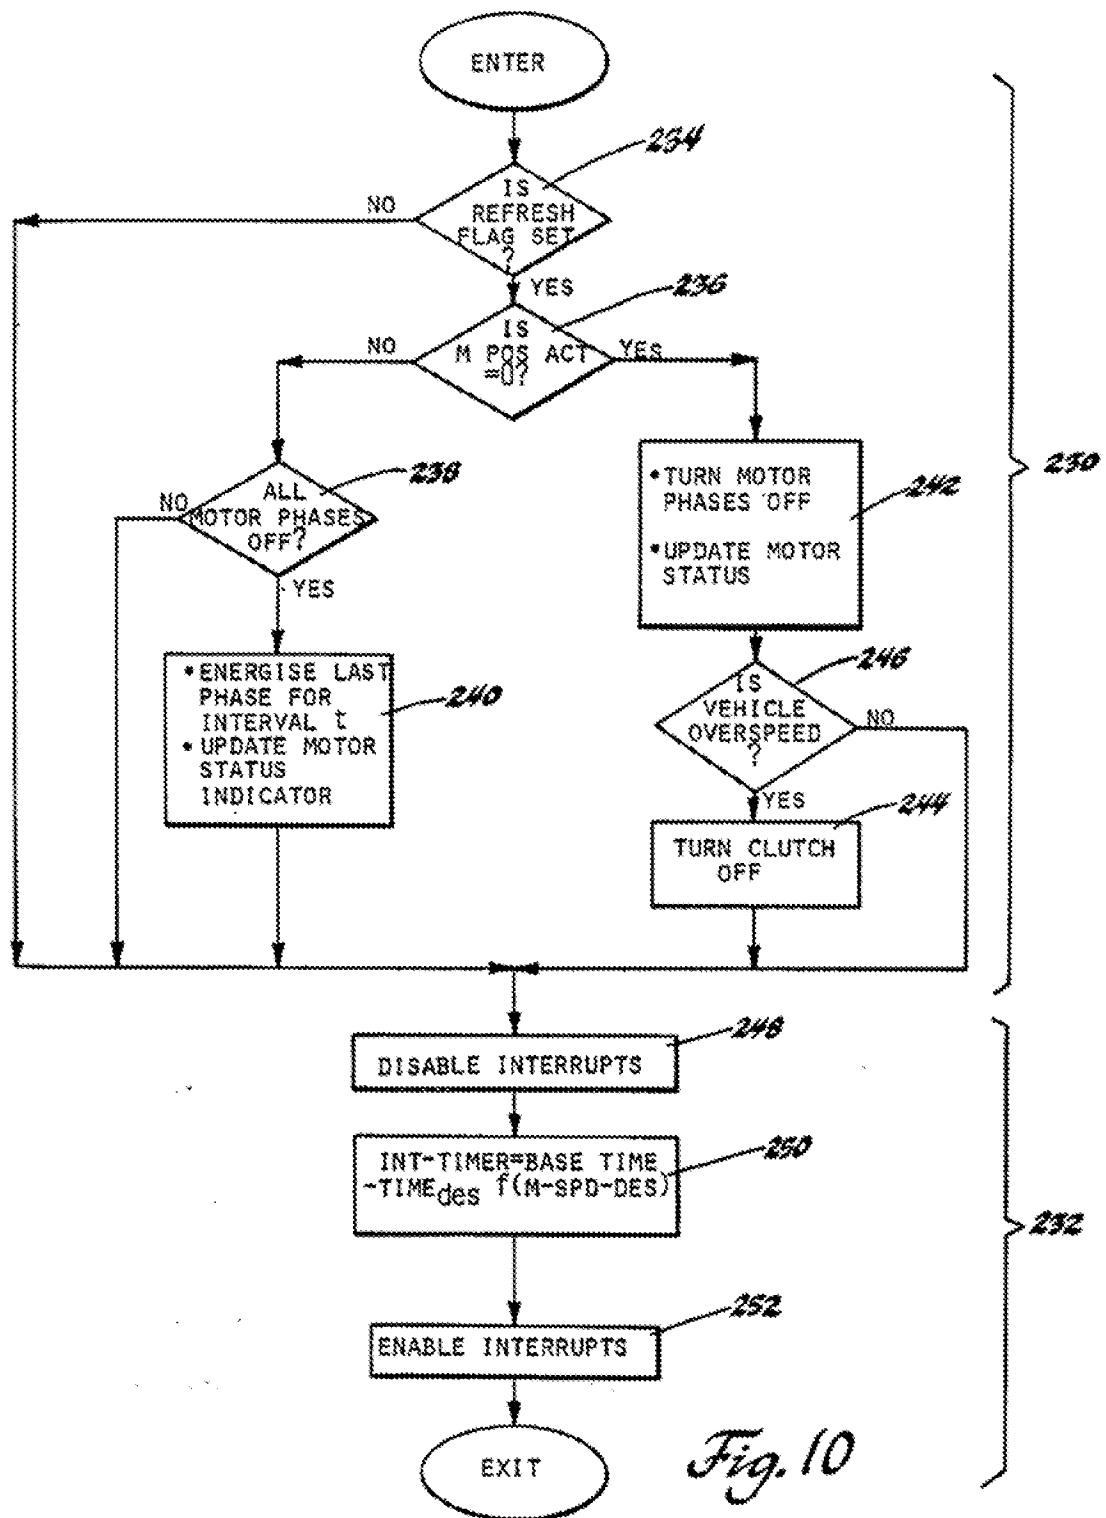 ENTER
234
IS
REFRESH
FLAG SET
?
NO
YES
236
IS
M POS ACT
=0?
NO
YES
230
238
ALL
MOTOR PHASES
OFF?
NO
YES
242
•TURN MOTOR
PHASES OFF
•UPDATE MOTOR
STATUS
•ENERGISE LAST
PHASE FOR
INTERVAL t
•UPDATE MOTOR
STATUS
INDICATOR
240
246
IS
VEHICLE
OVERSPEED
?
NO
YES
244
TURN CLUTCH
OFF
248
DISABLE INTERRUPTS
250
INT-TIMER=BASE TIME
-TIMEdes f(M-SPD-DES)
232
252
ENABLE INTERRUPTS
EXIT
Fig. 10